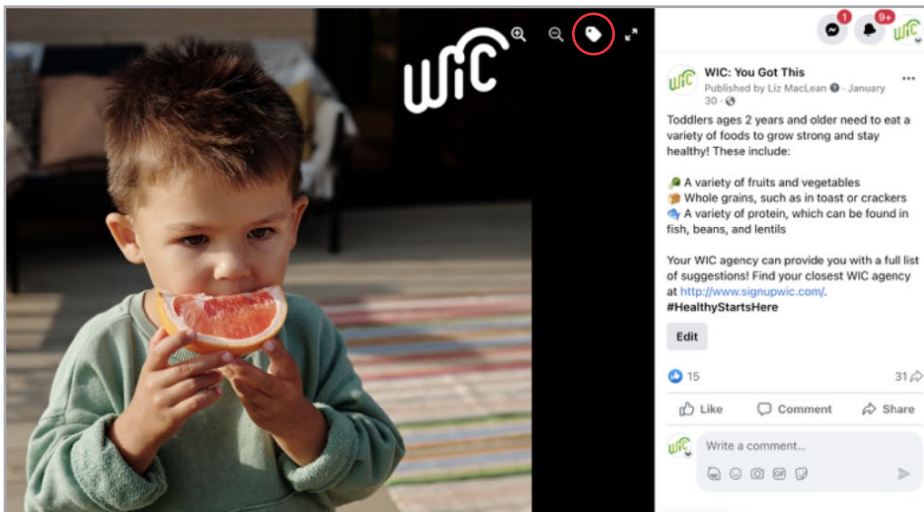 WIC
1
9+
WIC
WIC
WIC: You Got This
Published by Liz MacLean · January
30 ·
Toddlers ages 2 years and older need to eat a
variety of foods to grow strong and stay
healthy! These include:
A variety of fruits and vegetables
Whole grains, such as in toast or crackers
A variety of protein, which can be found in
fish, beans, and lentils
Your WIC agency can provide you with a full list
of suggestions! Find your closest WIC agency
at http://www.signupwic.com/.
#HealthyStartsHere
Edit
15
31
Like Comment Share
WIC
Write a comment...
GIF